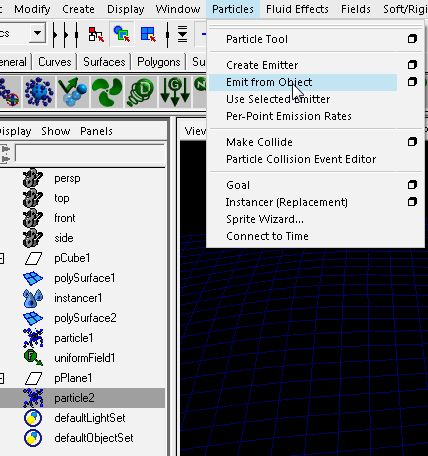 Create Display Window Particles Fluid Effects Fields Soft/Rigi
cs
eneral Curves Surfaces Polygons
Display Show Panels
View
Particle Tool
Create Emitter
Emit from Object
Use Selected Emitter
Per-Point Emission Rates
Make Collide
Particle Collision Event Editor
Goal
Instancer (Replacement)
Sprite Wizard...
Connect to Time
persp
top
front
side
pCube1
polySurface1
instancer1
polySurface2
particle1
uniformField1
pPlane1
particle2
defaultLightSet
defaultObjectSet